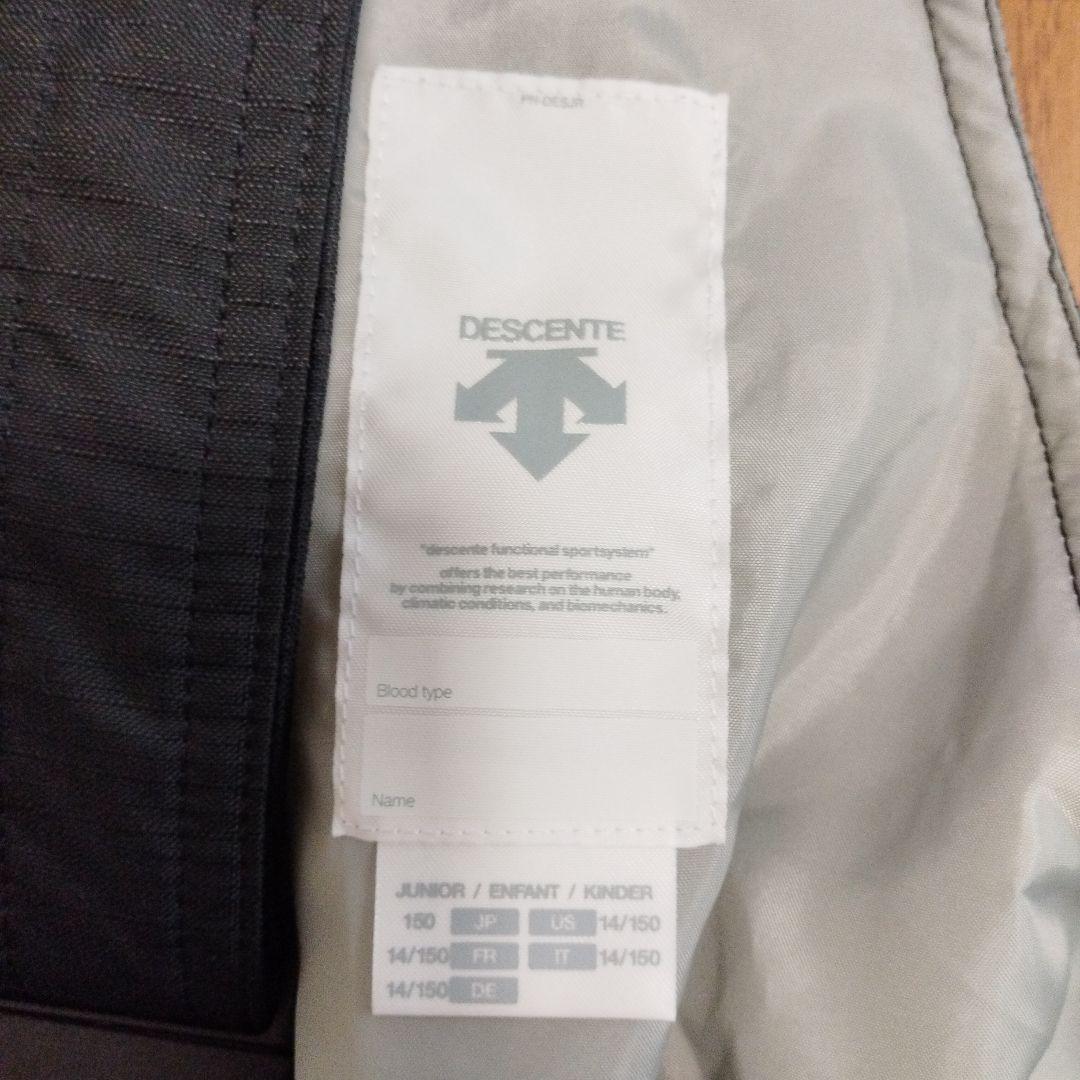 PN-DESJR
DESCENTE
"descente functional sportsystem"
offers the best performance
by combining research on the human body,
climatic conditions, and biomechanics.
Blood type
Name
JUNIOR / ENFANT / KINDER
150 JP US 14/150
14/150 FR IT 14/150
14/150 DE